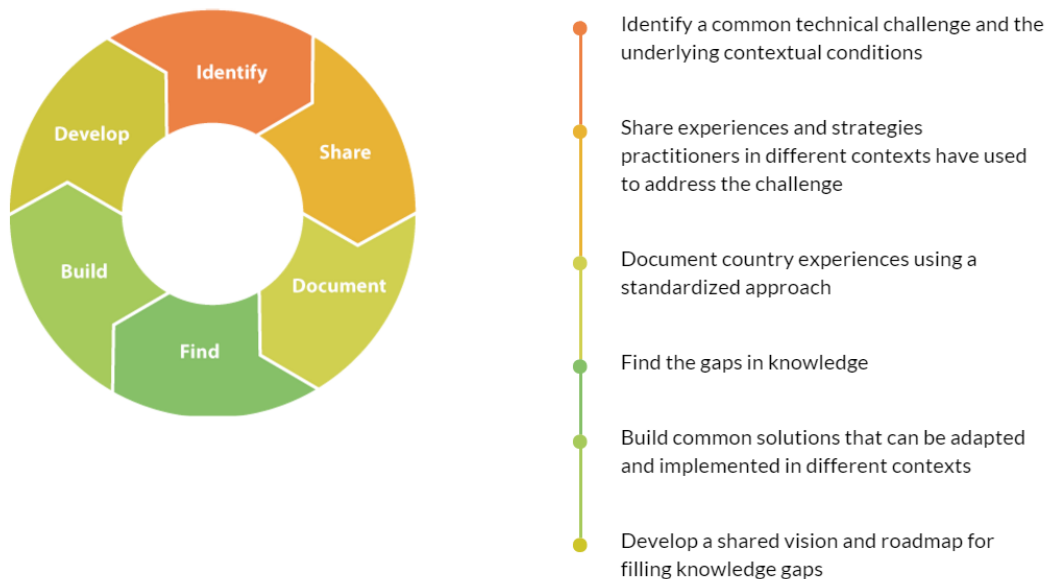 Identify
Share
Document
Find
Build
Develop
Identify a common technical challenge and the
underlying contextual conditions
Share experiences and strategies
practitioners in different contexts have used
to address the challenge
Document country experiences using a
standardized approach
Find the gaps in knowledge
Build common solutions that can be adapted
and implemented in different contexts
Develop a shared vision and roadmap for
filling knowledge gaps